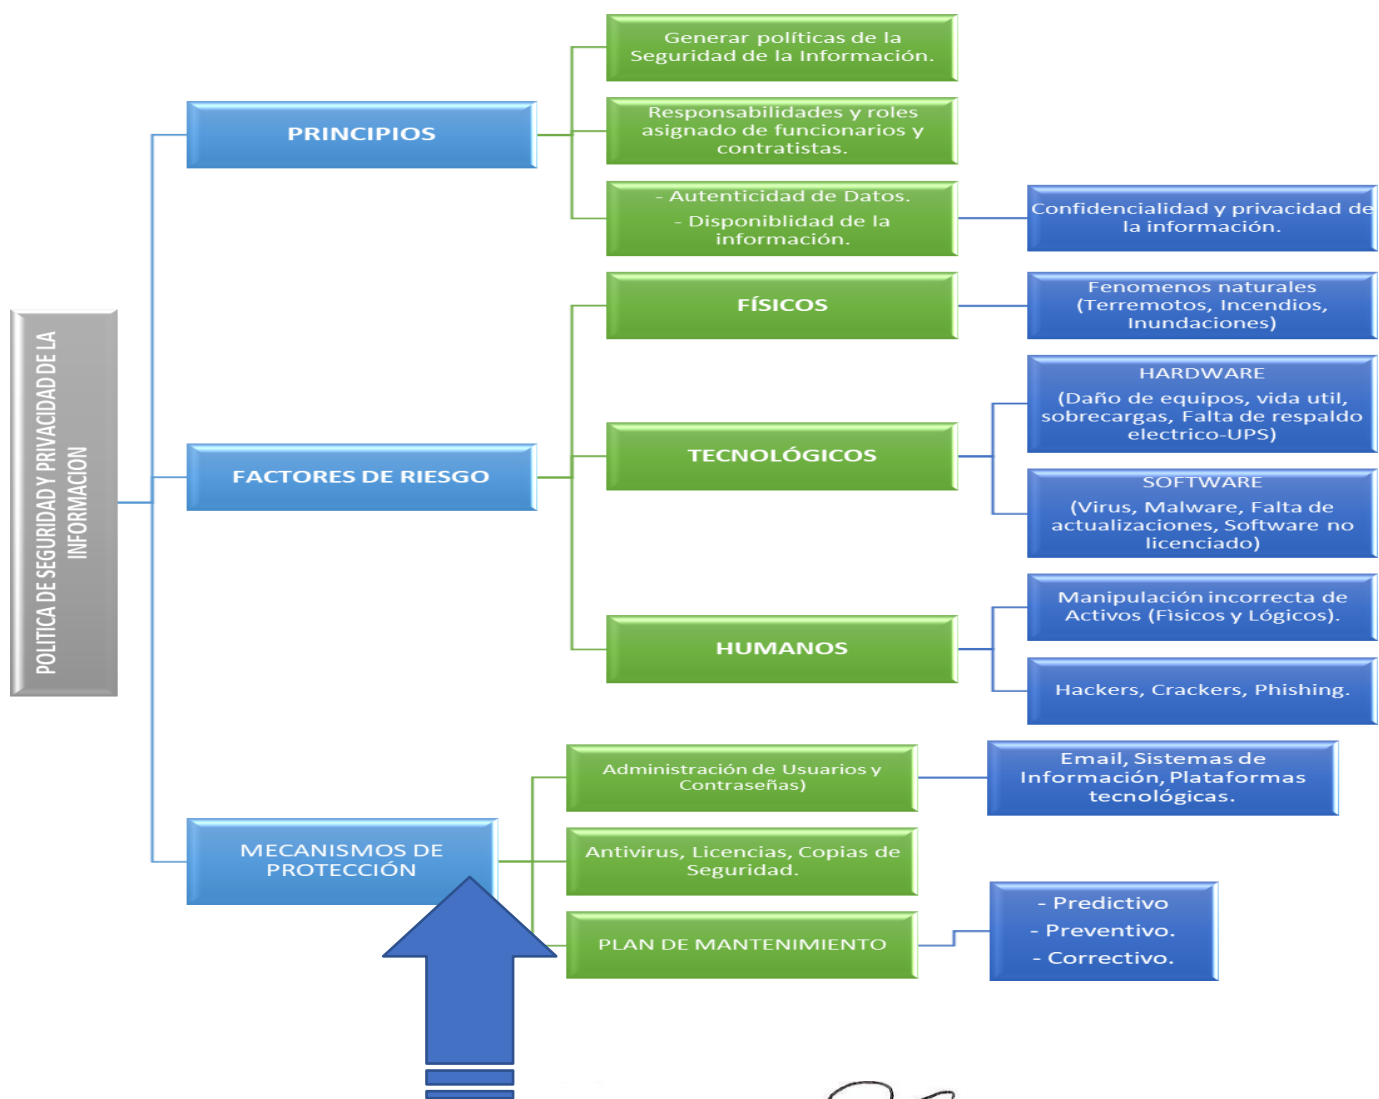 POLITICA DE SEGURIDAD Y PRIVACIDAD DE LA
INFORMACION
PRINCIPIOS
Generar políticas de la
Seguridad de la Información.
Responsabilidades y roles
asignado de funcionarios y
contratistas.
- Autenticidad de Datos.
- Disponiblidad de la
información.
Confidencialidad y privacidad de
la información.
FACTORES DE RIESGO
FÍSICOS
Fenomenos naturales
(Terremotos, Incendios,
Inundaciones)
TECNOLÓGICOS
HARDWARE
(Daño de equipos, vida util,
sobrecargas, Falta de respaldo
electrico-UPS)
SOFTWARE
(Virus, Malware, Falta de
actualizaciones, Software no
licenciado)
HUMANOS
Manipulación incorrecta de
Activos (Fìsicos y Lógicos).
Hackers, Crackers, Phishing.
MECANISMOS DE
PROTECCIÓN
Administración de Usuarios y
Contraseñas)
Email, Sistemas de
Información, Plataformas
tecnológicas.
Antivirus, Licencias, Copias de
Seguridad.
PLAN DE MANTENIMIENTO
- Predictivo
- Preventivo.
- Correctivo.